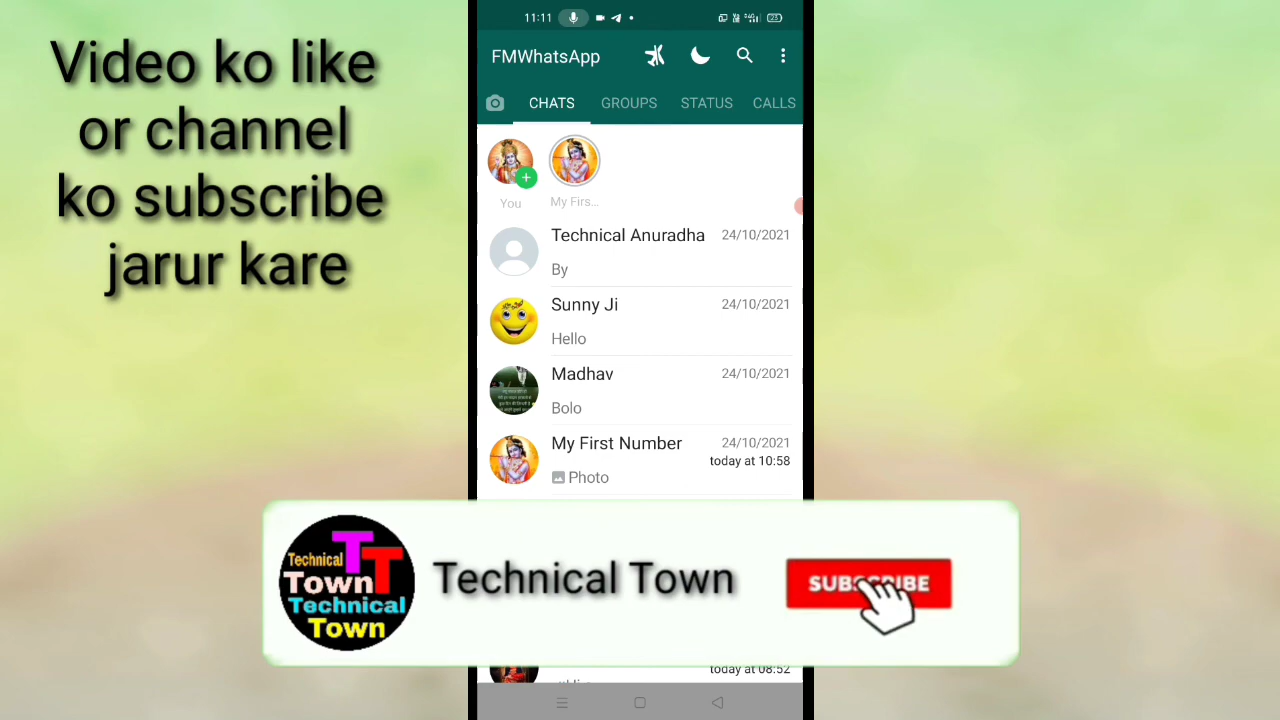 Video ko like
or channel
ko subscribe
jarur kare
11:11
FMWhatsApp
CHATS GROUPS STATUS CALLS
You My Firs...
Technical Anuradha 24/10/2021
By
Sunny Ji 24/10/2021
Hello
Madhav 24/10/2021
Bolo
My First Number 24/10/2021
today at 10:58
Photo
Technical
TT
Town
Technical
Town
Technical Town
SUBSCRIBE
today at 08:52